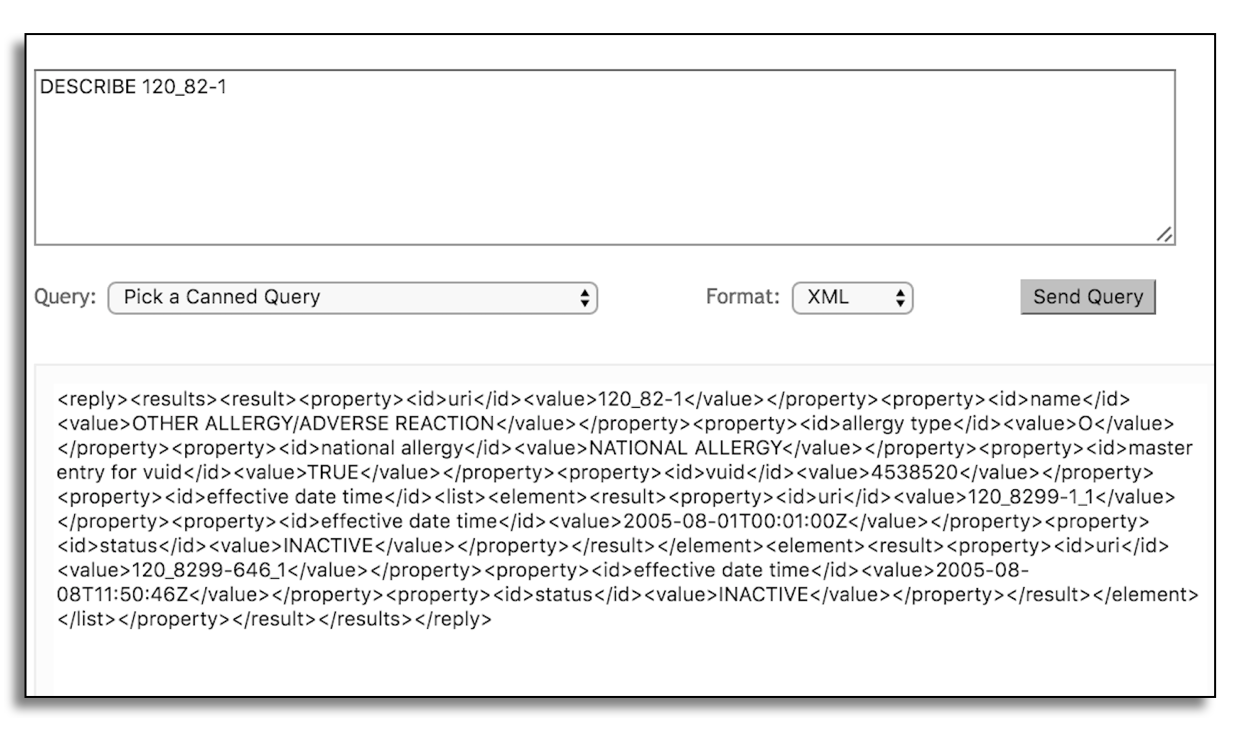 DESCRIBE 120_82-1
Query: Pick a Canned Query Format: XML Send Query
<reply><results><result><property><id>uri</id><value>120_82-1</value></property><property><id>name</id>
<value>OTHER ALLERGY/ADVERSE REACTION</value></property><property><id>allergy type</id><value>O</value>
</property><property><id>national allergy</id><value>NATIONAL ALLERGY</value></property><property><id>master
entry for vuid</id><value>TRUE</value></property><property><id>vuid</id><value>4538520</value></property>
<property><id>effective date time</id><list><element><result><property><id>uri</id><value>120_8299-1_1</value>
</property><property><id>effective date time</id><value>2005-08-01T00:01:00Z</value></property><property>
<id>status</id><value>INACTIVE</value></property></result></element><element><result><property><id>uri</id>
<value>120_8299-646_1</value></property><property><id>effective date time</id><value>2005-08-
08T11:50:46Z</value></property><property><id>status</id><value>INACTIVE</value></property></result></element>
</list></property></result></results></reply>